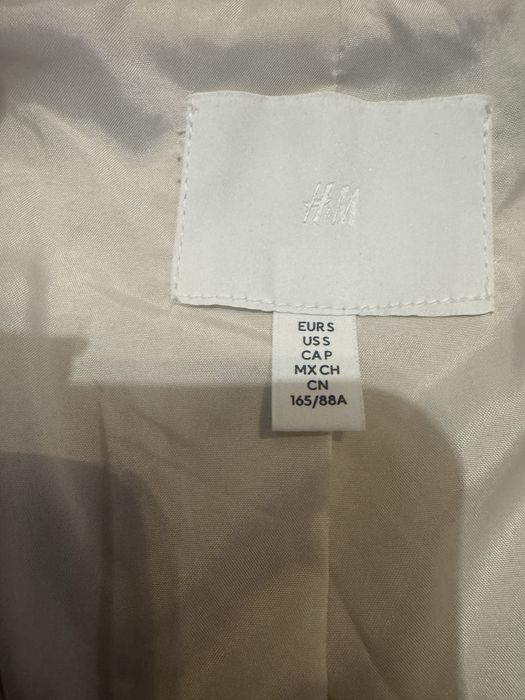 H&M
EUR S
US S
CA P
MX CH
CN
165/88A